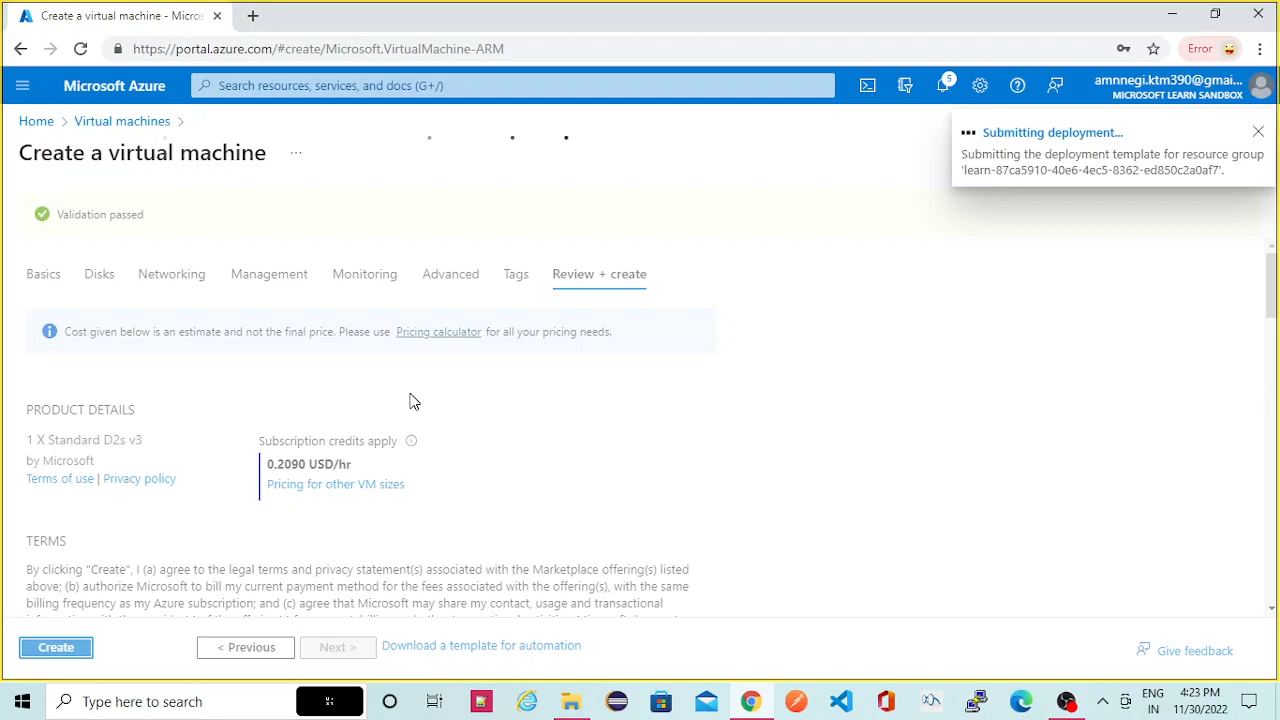 Create a virtual machine - Micros
https://portal.azure.com/#create/Microsoft.VirtualMachine-ARM
Error
Microsoft Azure
Search resources, services, and docs (G+/)
5
amnnegi.ktm390@gmai...
MICROSOFT LEARN SANDBOX
Home > Virtual machines >
Create a virtual machine ...
Submitting deployment...
Submitting the deployment template for resource group
'learn-87ca5910-40e6-4ec5-8362-ed850c2a0af7'.
Validation passed
Basics Disks Networking Management Monitoring Advanced Tags Review + create
Cost given below is an estimate and not the final price. Please use Pricing calculator for all your pricing needs.
PRODUCT DETAILS
1 X Standard D2s v3
by Microsoft
Terms of use | Privacy policy
Subscription credits apply
0.2090 USD/hr
Pricing for other VM sizes
TERMS
By clicking "Create", I (a) agree to the legal terms and privacy statement(s) associated with the Marketplace offering(s) listed
above; (b) authorize Microsoft to bill my current payment method for the fees associated with the offering(s), with the same
billing frequency as my Azure subscription; and (c) agree that Microsoft may share my contact, usage and transactional
Create
< Previous
Next >
Download a template for automation
Give feedback
Type here to search
ENG
IN
4:23 PM
11/30/2022